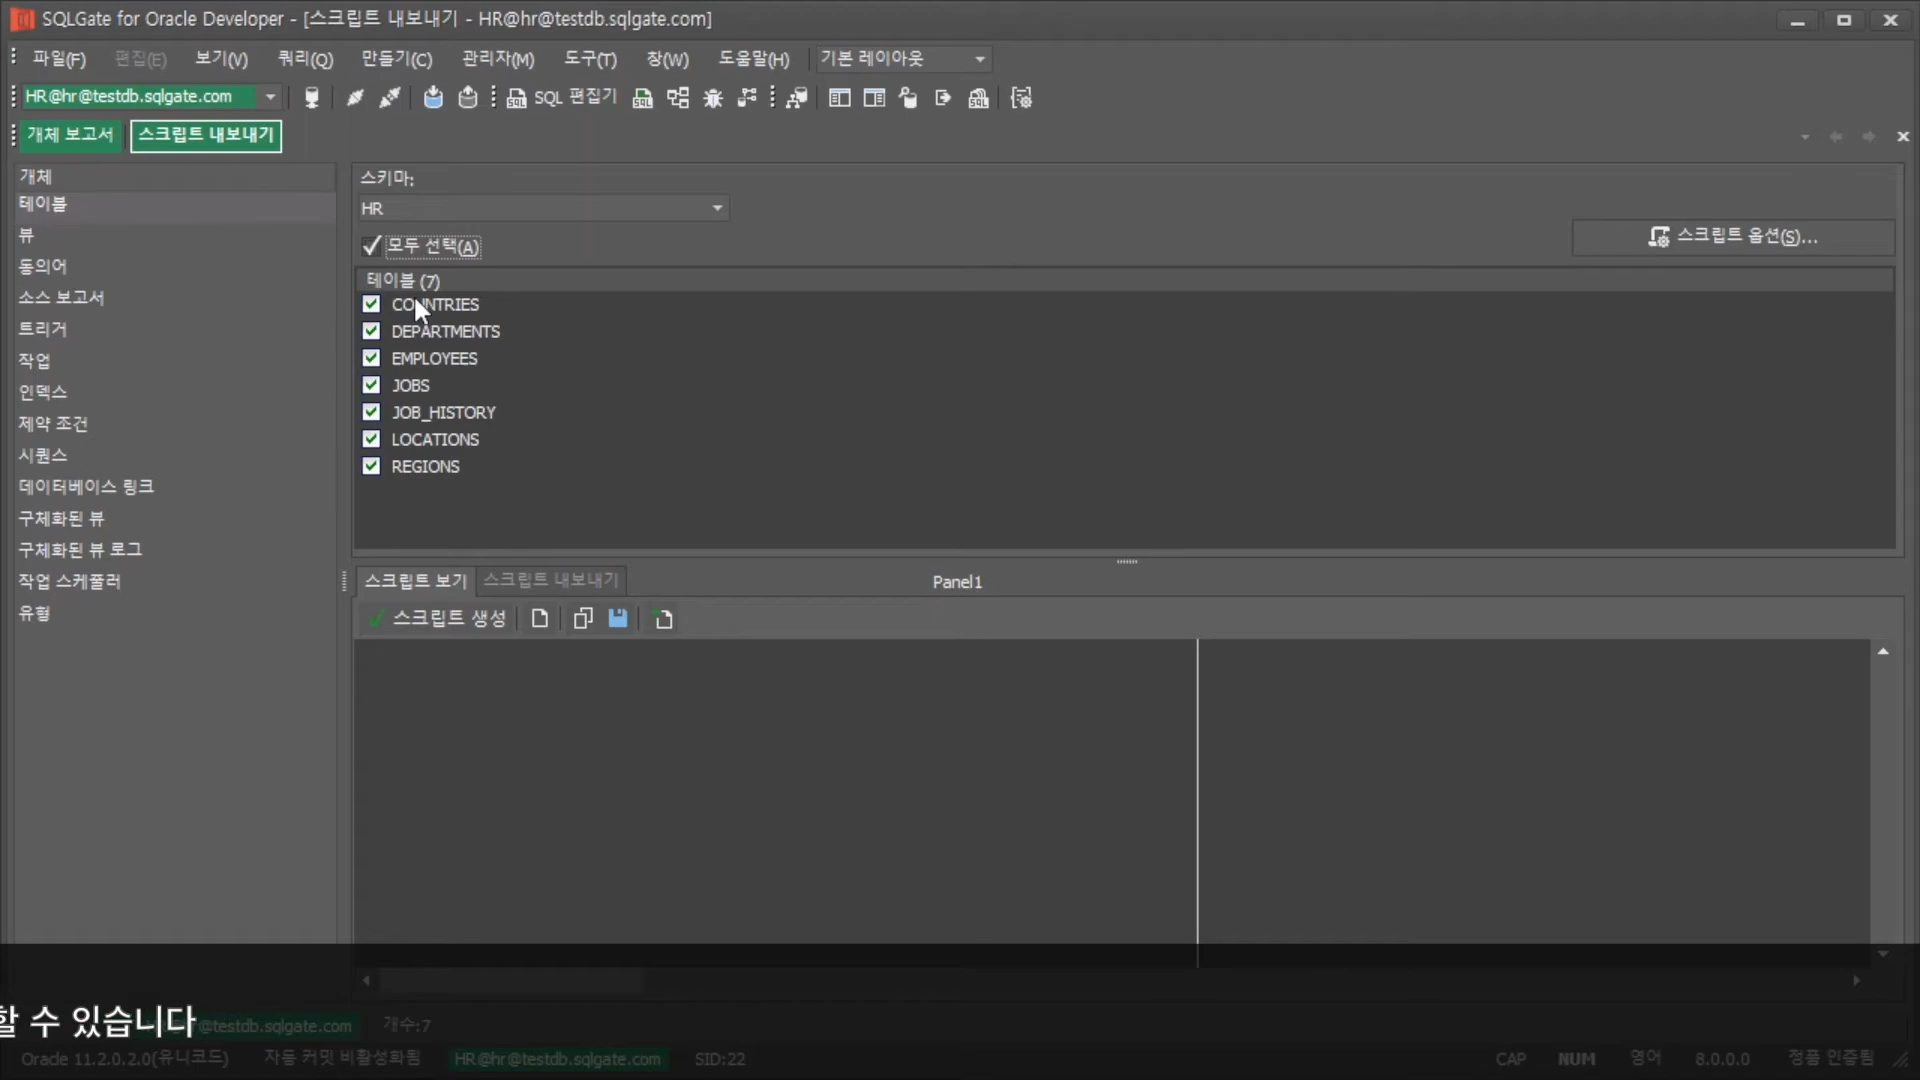 SQLGate for Oracle Developer - [스크립트 내보내기 - HR@hr@testdb.sqlgate.com]
파일(F) 편집(E) 보기(V) 쿼리(Q) 만들기(C) 관리자(M) 도구(T) 창(W) 도움말(H) 기본 레이아웃
HR@hr@testdb.sqlgate.com SQL 편집기
개체 보고서 스크립트 내보내기
개체
테이블
뷰
동의어
소스 보고서
트리거
작업
인덱스
제약 조건
시퀀스
데이터베이스 링크
구체화된 뷰
구체화된 뷰 로그
작업 스케쥴러
유형
스키마:
HR
모두 선택(A)
스크립트 옵션(S)...
테이블 (7)
COUNTRIES
DEPARTMENTS
EMPLOYEES
JOBS
JOB_HISTORY
LOCATIONS
REGIONS
스크립트 보기 스크립트 내보내기 Panel1
스크립트 생성
할 수 있습니다
@testdb.sqlgate.com 개수:7
Oracle 11.2.0.2.0(유니코드) 자동 커밋 비활성화됨 HR@hr@testdb.sqlgate.com SID:22 CAP NUM 영어 8.0.0.0 정품 인증됨